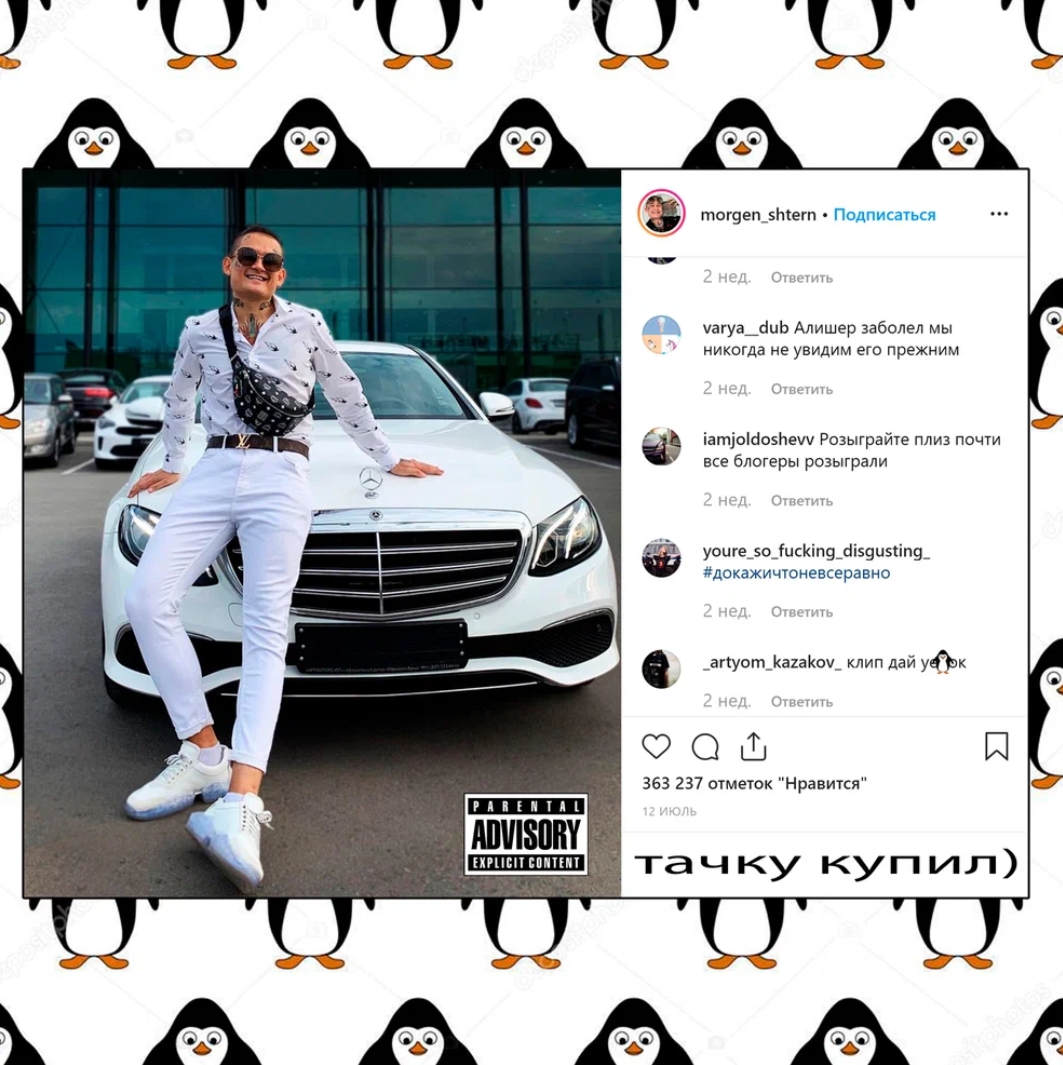 morgen_shtern • Подписаться
2 нед. Ответить
varya__dub Алишер заболел мы
никогда не увидим его прежним
2 нед. Ответить
iamjoldoshevv Розыграйте плиз почти
все блогеры розыграли
2 нед. Ответить
youre_so_fucking_disgusting_
#докажичтоневсеравно
2 нед. Ответить
_artyom_kazakov_ клип дай
2 нед. Ответить
363 237 отметок "Нравится"
12 ИЮЛЬ
тачку купил)
PARENTAL
ADVISORY
EXPLICIT CONTENT